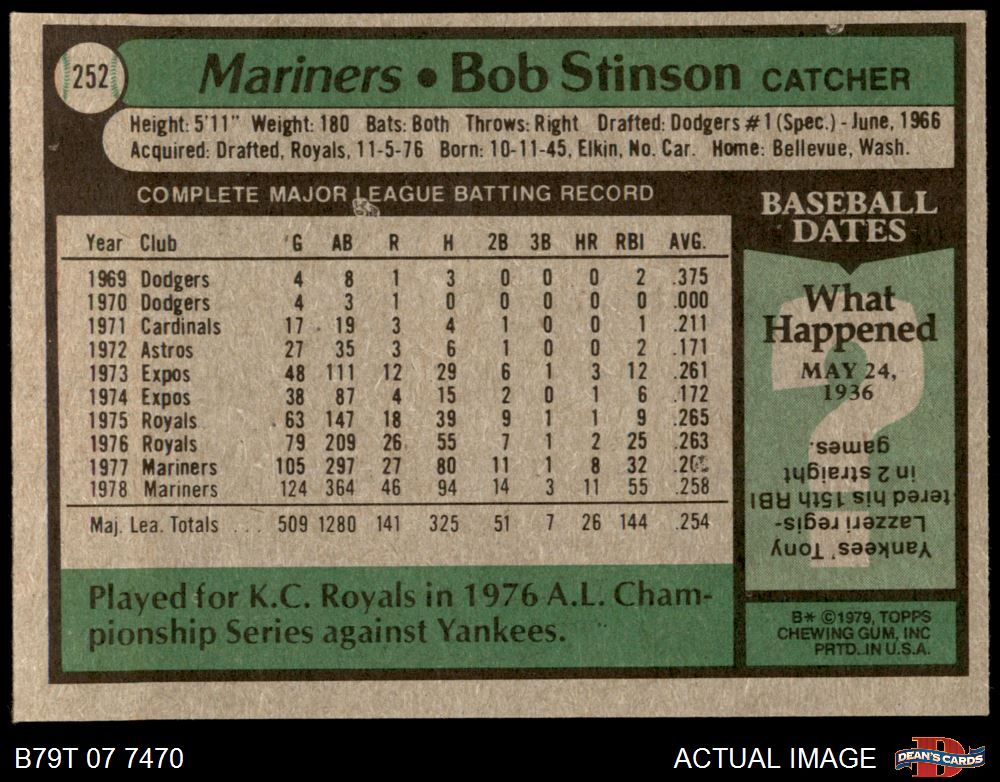 252
Mariners • Bob Stinson CATCHER
Height: 5'11" Weight: 180 Bats: Both Throws: Right Drafted: Dodgers #1 (Spec.) - June, 1966
Acquired: Drafted, Royals, 11-5-76 Born: 10-11-45, Elkin, No. Car. Home: Bellevue, Wash.
COMPLETE MAJOR LEAGUE BATTING RECORD
Year Club G AB R H 2B 3B HR RBI AVG.
1969 Dodgers 4 8 1 3 0 0 0 2 .375
1970 Dodgers 4 3 1 0 0 0 0 0 .000
1971 Cardinals 17 19 3 4 1 0 0 1 .211
1972 Astros 27 35 3 6 1 0 0 2 .171
1973 Expos 48 111 12 29 6 1 3 12 .261
1974 Expos 38 87 4 15 2 0 1 6 .172
1975 Royals 63 147 18 39 9 1 1 9 .265
1976 Royals 79 209 26 55 7 1 2 25 .263
1977 Mariners 105 297 27 80 11 1 8 32
1978 Mariners 124 364 46 94 14 3 11 55 .258
Maj. Lea. Totals . . . 509 1280 141 325 51 7 26 144 .254
Played for K.C. Royals in 1976 A.L. Cham-
pionship Series against Yankees.
BASEBALL
DATES
What
Happened
MAY 24,
1936
?
Yankees' Tony
Lazzeri regis-
tered his 15th RBI
in 2 straight
games.
B* ©1979, TOPPS
CHEWING GUM, INC
PRTD. IN U.S.A.
B79T 07 7470
ACTUAL IMAGE
D
DEAN'S CARDS